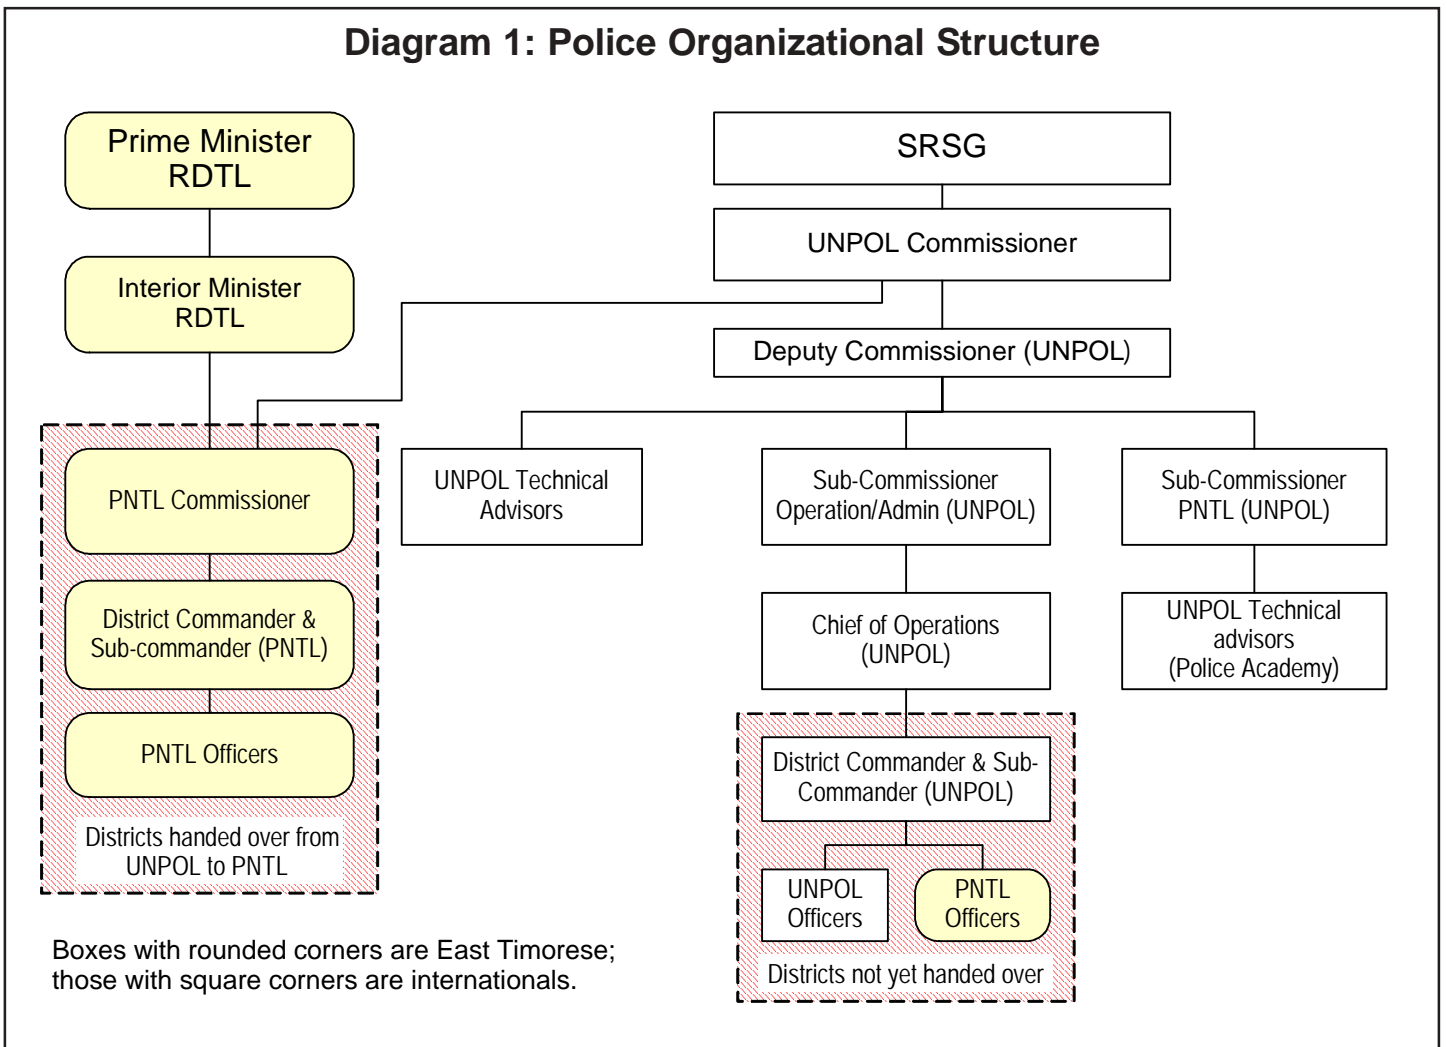 Diagram 1: Police Organizational Structure
Prime Minister
RDTL
SRSG
UNPOL Commissioner
Interior Minister
RDTL
Deputy Commissioner (UNPOL)
PNTL Commissioner
UNPOL Technical
Advisors
Sub-Commissioner
Operation/Admin (UNPOL)
Sub-Commissioner
PNTL (UNPOL)
District Commander &
Sub-commander (PNTL)
Chief of Operations
(UNPOL)
UNPOL Technical
advisors
(Police Academy)
PNTL Officers
Districts handed over from
UNPOL to PNTL
District Commander & Sub-
Commander (UNPOL)
UNPOL
Officers
PNTL
Officers
Districts not yet handed over
Boxes with rounded corners are East Timorese;
those with square corners are internationals.